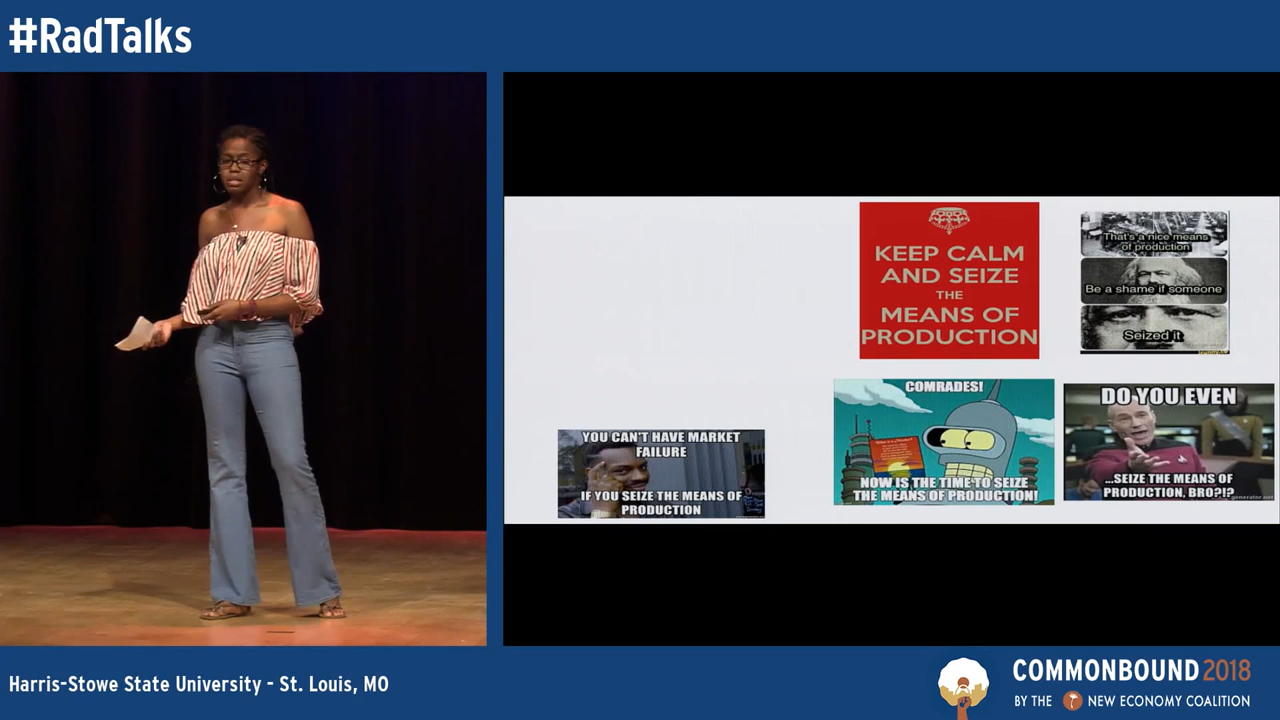 #RadTalks
KEEP CALM
AND SEIZE
THE
MEANS OF
PRODUCTION
That's a nice means
of production
Be a shame if someone
Seized it
YOU CAN'T HAVE MARKET
FAILURE
IF YOU SEIZE THE MEANS OF
PRODUCTION
COMRADES!
NOW IS THE TIME TO SEIZE
THE MEANS OF PRODUCTION!
DO YOU EVEN
...SEIZE THE MEANS OF
PRODUCTION, BRO?!?
Harris-Stowe State University - St. Louis, MO
COMMONBOUND 2018
BY THE NEW ECONOMY COALITION